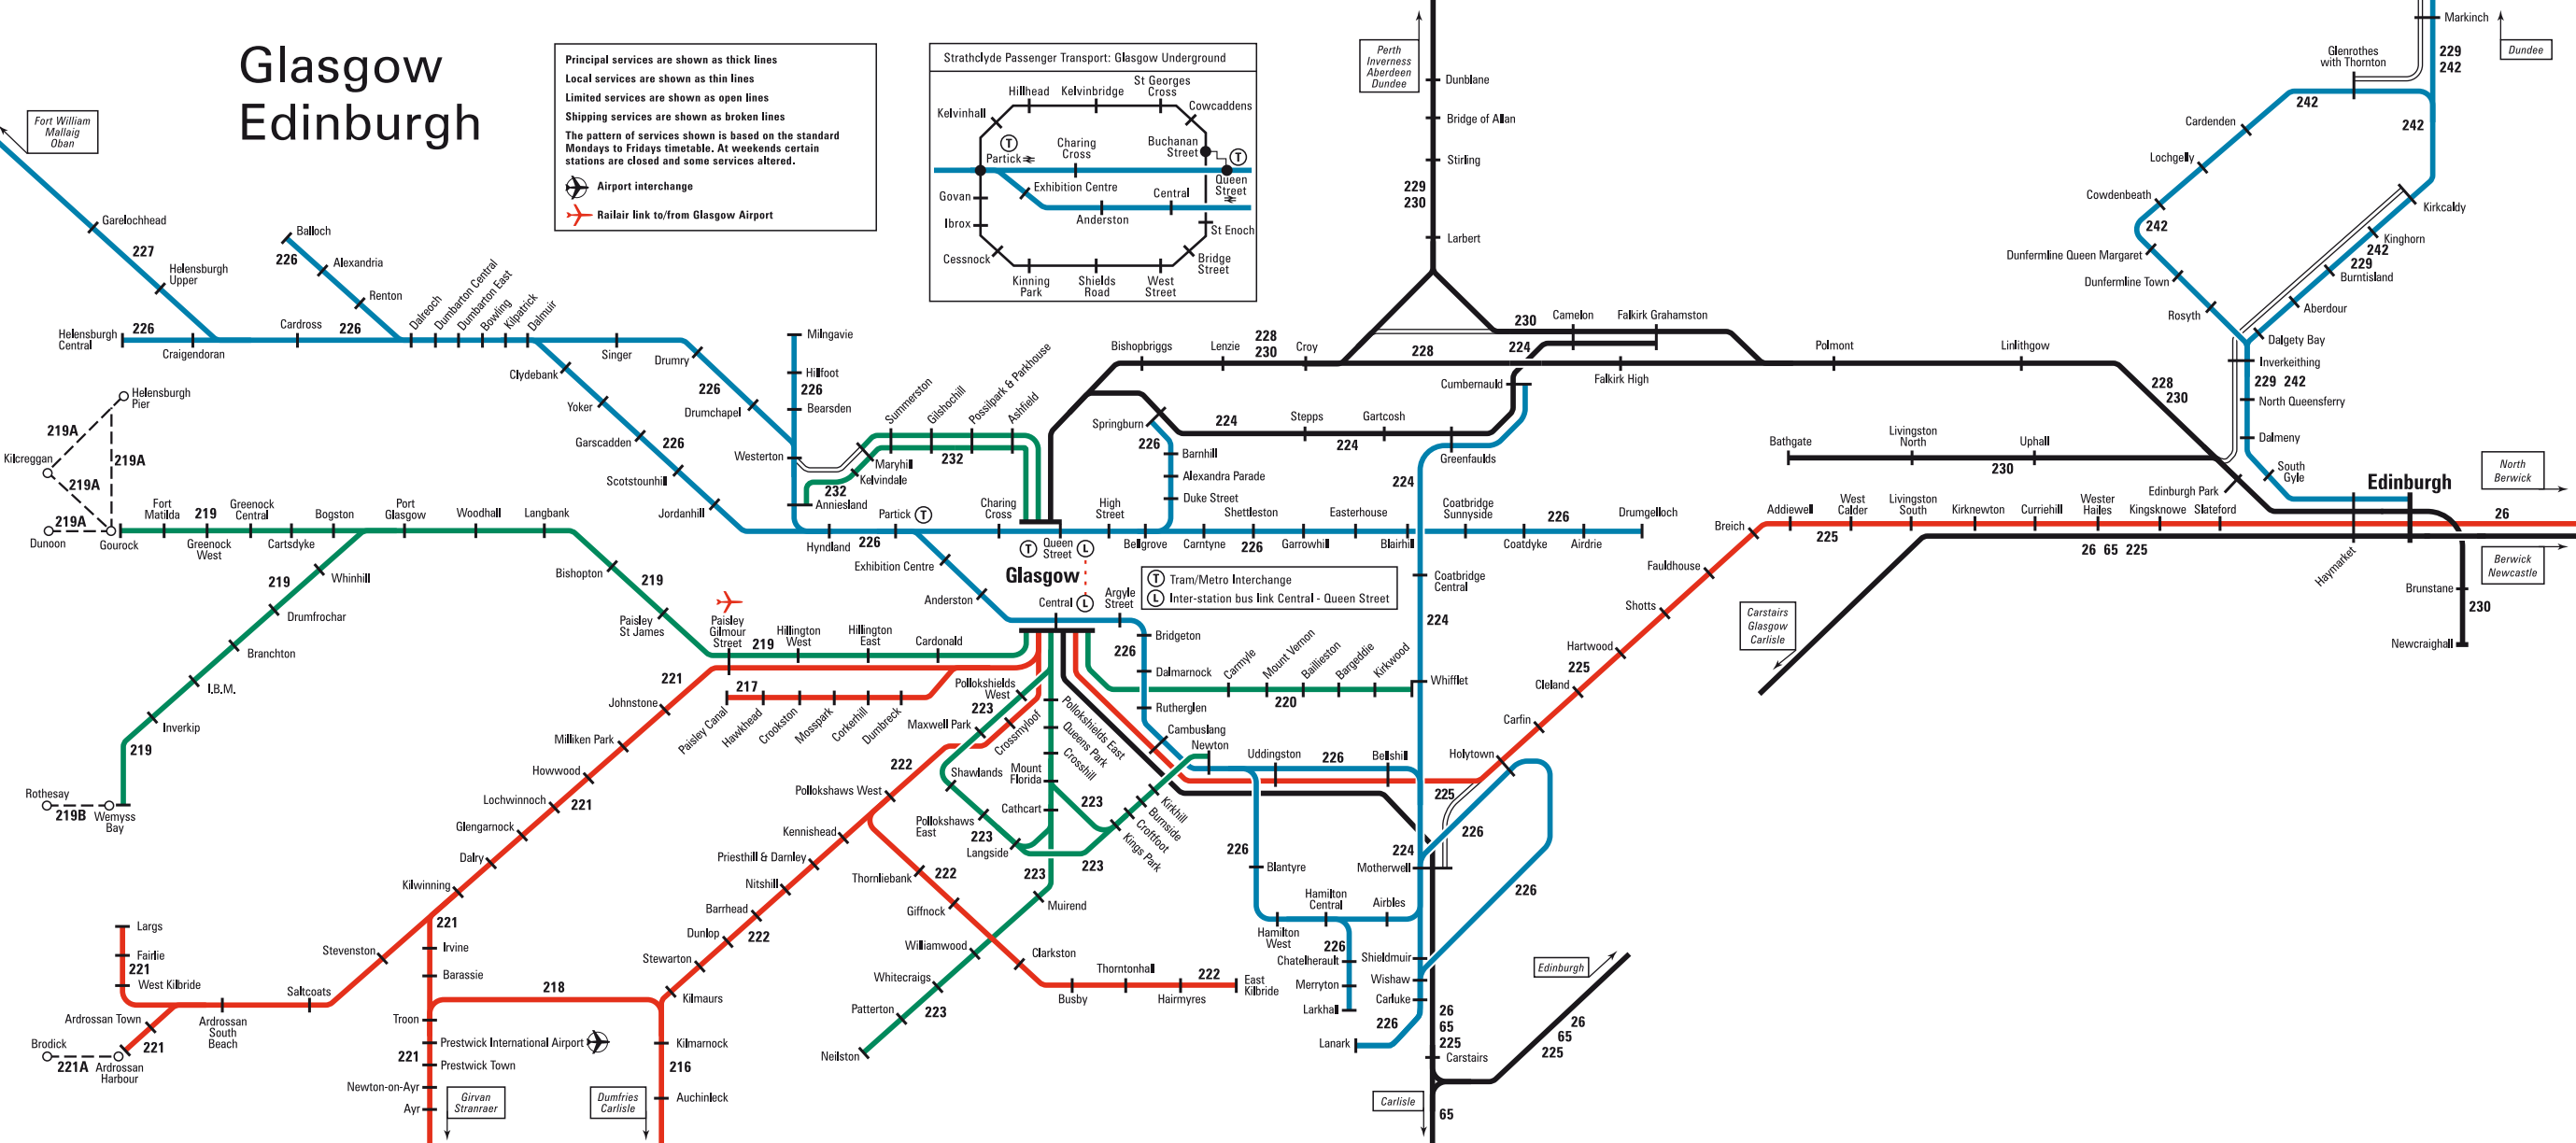 Glasgow
Edinburgh
Principal services are shown as thick lines
Local services are shown as thin lines
Limited services are shown as open lines
Shipping services are shown as broken lines
The pattern of services shown is based on the standard
Mondays to Fridays timetable. At weekends certain
stations are closed and some services altered.
Airport interchange
Railair link to/from Glasgow Airport
Strathclyde Passenger Transport: Glasgow Underground
Hillhead
Kelvinbridge
St Georges
Cross
Cowcaddens
Kelvinhall
T
Partick
Charing
Cross
Buchanan
Street
T
Queen
Street
Exhibition Centre
Central
Anderston
Govan
Ibrox
Cessnock
Kinning
Park
Shields
Road
West
Street
Bridge
Street
St Enoch
Perth
Inverness
Aberdeen
Dundee
Dunblane
Bridge of Allan
Stirling
229
230
Larbert
Markinch
229
242
Dundee
Glenrothes
with Thornton
242
242
Cardenden
Lochgelly
Cowdenbeath
242
Dunfermline Queen Margaret
Dunfermline Town
Rosyth
Kirkcaldy
Kinghorn
242
229
Burntisland
Aberdour
Dalgety Bay
Inverkeithing
229 242
North Queensferry
Dalmeny
South
Gyle
Fort William
Mallaig
Oban
Garelochhead
227
Helensburgh
Upper
Balloch
226
Alexandria
Renton
Helensburgh
Central
226
Craigendoran
Cardross
226
Dalreoch
Dumbarton Central
Dumbarton East
Bowling
Kilpatrick
Dalmuir
Singer
Drumry
226
Drumchapel
Clydebank
Yoker
Garscadden
226
Scotstounhill
Jordanhill
Milngavie
Hillfoot
226
Bearsden
Westerton
Anniesland
232
Kelvindale
Maryhill
Summerston
Gilshochill
Possilpark & Parkhouse
Ashfield
232
Hyndland
226
Partick T
Charing
Cross
T
Queen
Street
L
Glasgow
Central
L
Argyle
Street
T Tram/Metro Interchange
L Inter-station bus link Central - Queen Street
Exhibition Centre
Anderston
High
Street
Bellgrove
Carntyne
Shettleston
226
Garrowhill
Easterhouse
Blairhill
Coatbridge
Sunnyside
Coatdyke
226
Airdrie
Drumgelloch
Bishopbriggs
Lenzie
228
230
Croy
228
230
Camelon
Falkirk Grahamston
224
Falkirk High
Polmont
Linlithgow
228
230
Cumbernauld
Springburn
226
Barnhill
Alexandra Parade
Duke Street
224
Stepps
224
Gartcosh
Greenfaulds
224
Coatbridge
Central
224
Whifflet
Bathgate
Livingston
North
230
Uphall
Edinburgh Park
Edinburgh
North
Berwick
26
Berwick
Newcastle
Haymarket
Brunstane
230
Newcraighall
Breich
Addiewell
225
West
Calder
Livingston
South
Kirknewton
Curriehill
Wester
Hailes
Kingsknowe
Slateford
26 65 225
Carstairs
Glasgow
Carlisle
Fauldhouse
Shotts
Hartwood
225
Cleland
Carfin
Holytown
225
226
226
Helensburgh
Pier
219A
Kilcreggan
219A
219A
219A
Dunoon
Gourock
Fort
Matilda
219
Greenock
West
Greenock
Central
Cartsdyke
Bogston
Port
Glasgow
Woodhall
Langbank
Bishopton
219
Paisley
St James
Paisley
Gilmour
Street
219
Hillington
West
Hillington
East
Cardonald
219
Whinhill
Drumfrochar
Branchton
I.B.M.
Inverkip
219
Rothesay
219B
Wemyss
Bay
217
Paisley Canal
Hawkhead
Crookston
Mosspark
Corkerhill
Dumbreck
221
Johnstone
Milliken Park
Howwood
Lochwinnoch
221
Glengarnock
Dalry
Kilwinning
221
Stevenston
Saltcoats
Ardrossan
South
Beach
Largs
Fairlie
221
West Kilbride
Ardrossan Town
221
Brodick
221A
Ardrossan
Harbour
Irvine
Barassie
218
Troon
Prestwick International Airport
221
Prestwick Town
Newton-on-Ayr
Ayr
Girvan
Stranraer
Dumfries
Carlisle
Kilmaurs
Kilmarnock
216
Auchinleck
Stewarton
Dunlop
222
Barrhead
Nitshill
Priesthill & Darnley
Kennishead
Pollokshaws West
222
Crossmyloof
Thornliebank
222
Giffnock
Clarkston
Busby
Thorntonhall
Hairmyres
222
East
Kilbride
Pollokshields
West
223
Maxwell Park
Shawlands
Pollokshaws
East
223
Langside
Pollokshields East
Queens Park
Crosshill
Mount
Florida
Cathcart
223
223
Kings Park
Croftfoot
Burnside
Kirkhill
Newton
223
Muirend
Williamwood
Whitecraigs
Patterton
223
Neilston
Bridgeton
226
Dalmarnock
Rutherglen
Cambuslang
Carmyle
Mount Vernon
Baillieston
Bargeddie
Kirkwood
220
Uddingston
226
Bellshill
226
Blantyre
Hamilton
West
Hamilton
Central
Airbles
226
Chatelherault
Merryton
Larkhall
224
Motherwell
Shieldmuir
Wishaw
Carluke
226
Lanark
26
65
225
Carstairs
Edinburgh
26
65
225
Carlisle
65